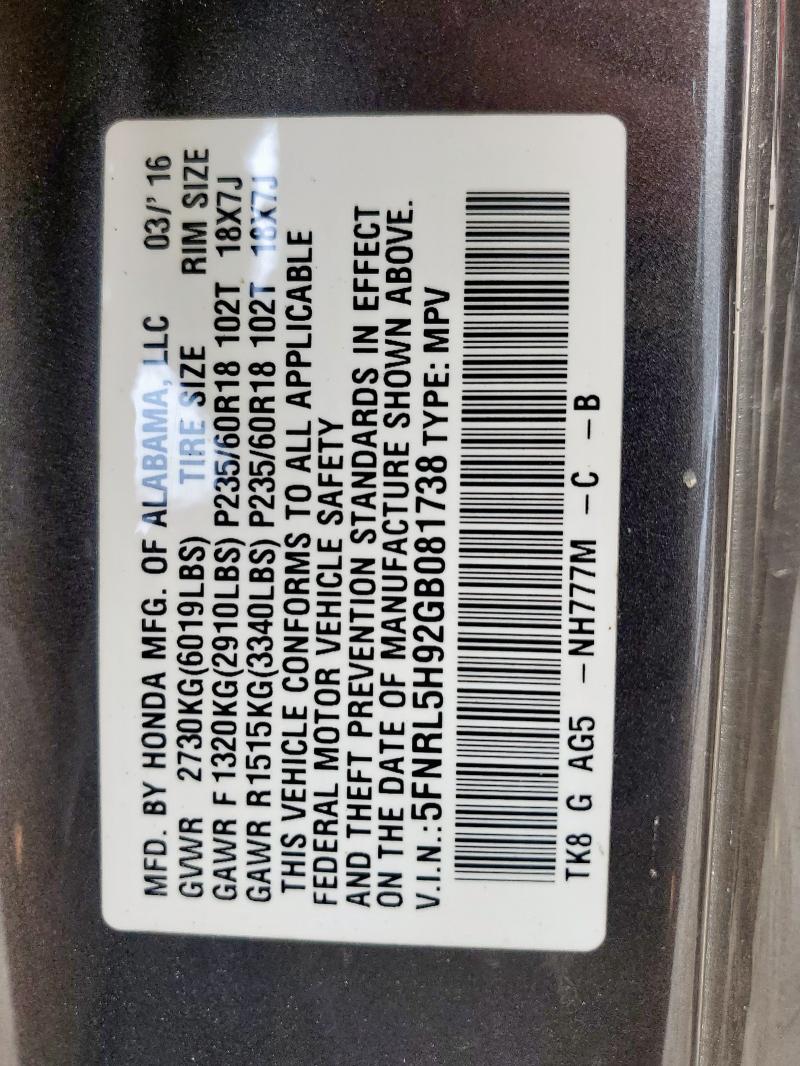 MFD. BY HONDA MFG. OF ALABAMA, LLC 03/' 16
GVWR 2730KG(6019LBS) TIRE SIZE RIM SIZE
GAWR F 1320KG(2910LBS) P235/60R18 102T 18X7J
GAWR R1515KG(3340LBS) P235/60R18 102T 18X7J
THIS VEHICLE CONFORMS TO ALL APPLICABLE
FEDERAL MOTOR VEHICLE SAFETY
AND THEFT PREVENTION STANDARDS IN EFFECT
ON THE DATE OF MANUFACTURE SHOWN ABOVE.
V.I.N.:5FNRL5H92GB081738 TYPE: MPV
TK8 G AG5 -NH777M -C -B